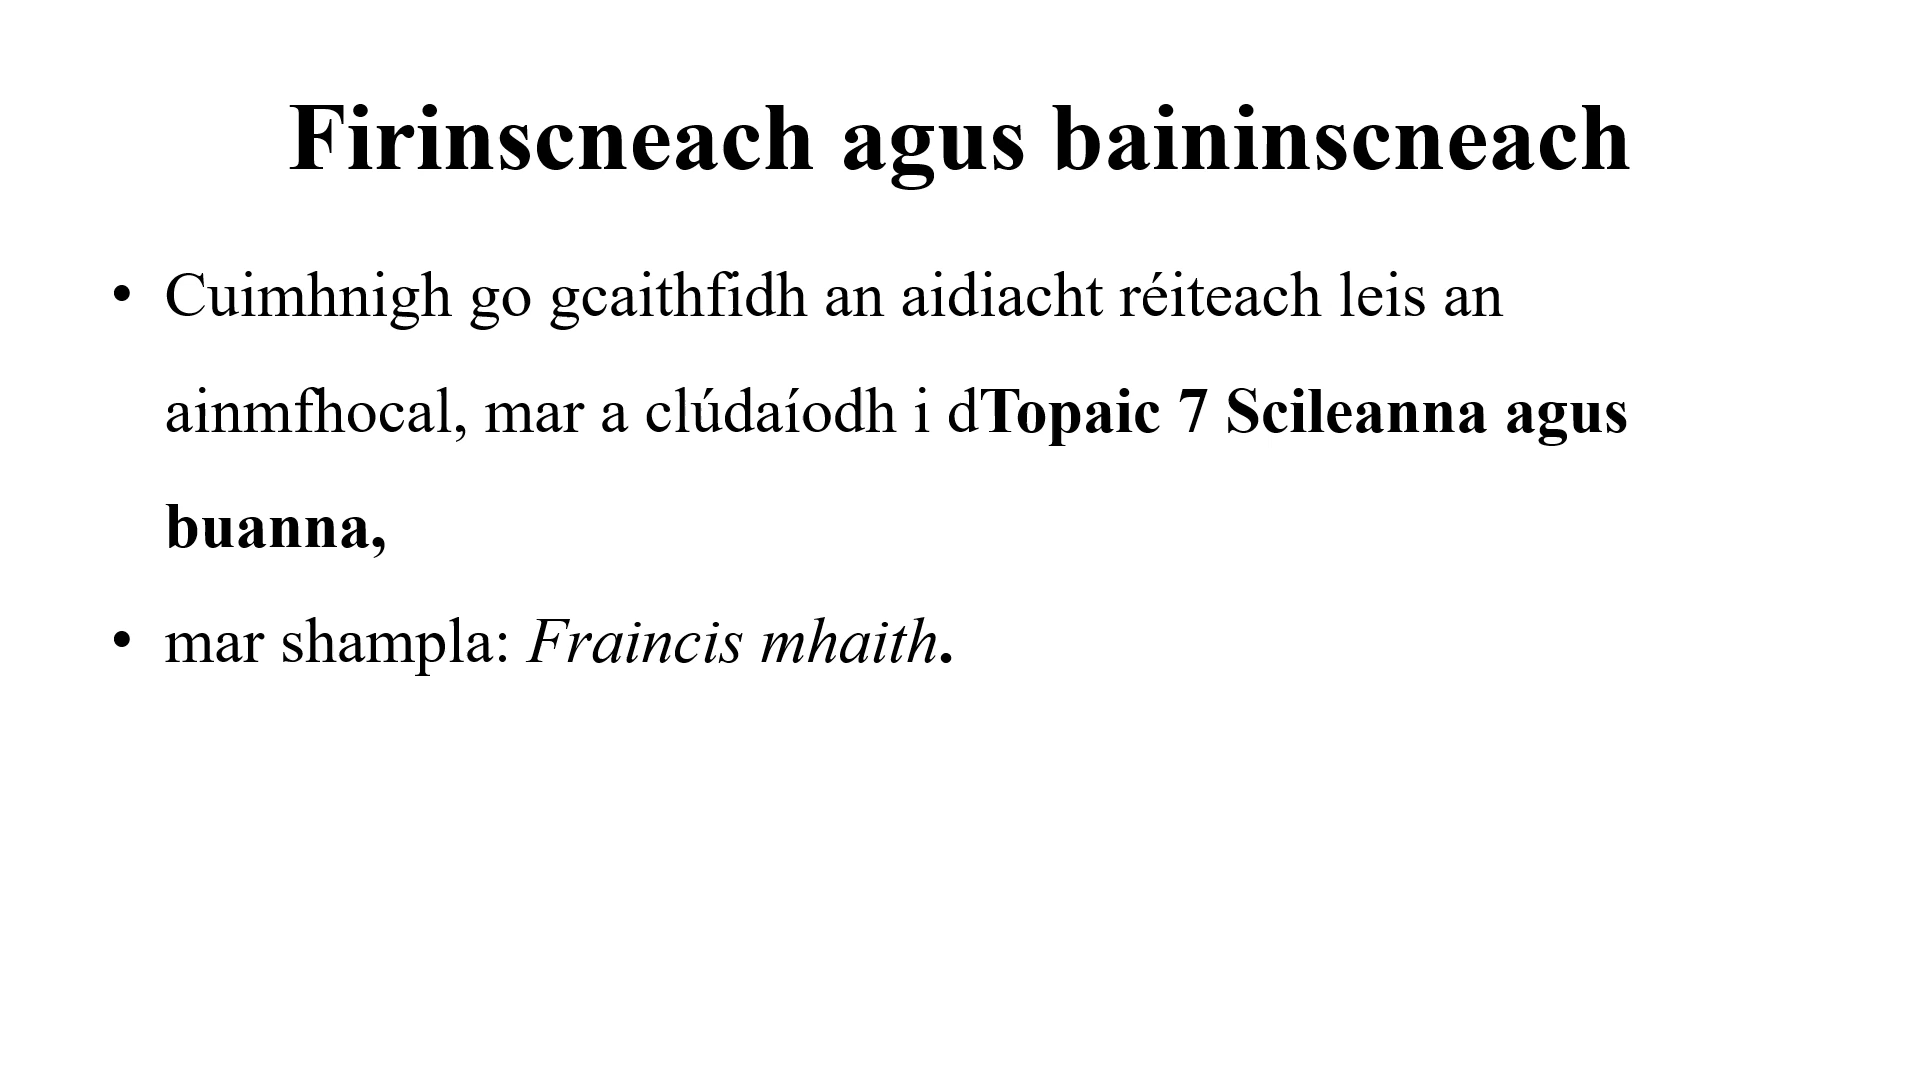 Firinscneach agus baininscneach
• Cuimhnigh go gcaithfidh an aidiacht réiteach leis an
ainmfhocal, mar a clúdaíodh i dTopaic 7 Scileanna agus
buanna,
• mar shampla: Fraincis mhaith.